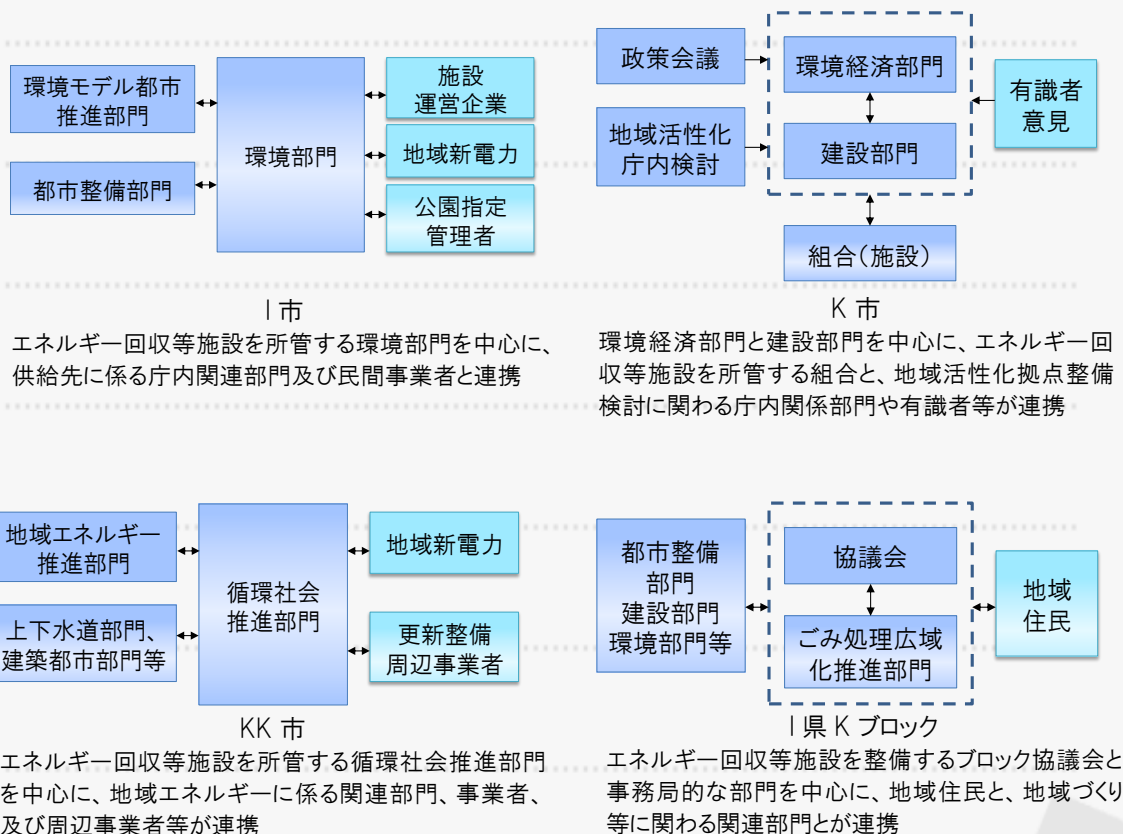 環境モデル都市
推進部門
都市整備部門
環境部門
施設
運営企業
地域新電力
公園指定
管理者
I 市
エネルギー回収等施設を所管する環境部門を中心に、
供給先に係る庁内関連部門及び民間事業者と連携
政策会議
地域活性化
庁内検討
環境経済部門
建設部門
有識者
意見
組合（施設）
K 市
環境経済部門と建設部門を中心に、エネルギー回
収等施設を所管する組合と、地域活性化拠点整備
検討に関わる庁内関係部門や有識者等が連携
地域エネルギー
推進部門
上下水道部門、
建築都市部門等
循環社会
推進部門
地域新電力
更新整備
周辺事業者
KK 市
エネルギー回収等施設を所管する循環社会推進部門
を中心に、地域エネルギーに係る関連部門、事業者、
及び周辺事業者等が連携
都市整備
部門
建設部門
環境部門等
協議会
ごみ処理広域
化推進部門
地域
住民
I 県 K ブロック
エネルギー回収等施設を整備するブロック協議会と
事務局的な部門を中心に、地域住民と、地域づくり
等に関わる関連部門とが連携